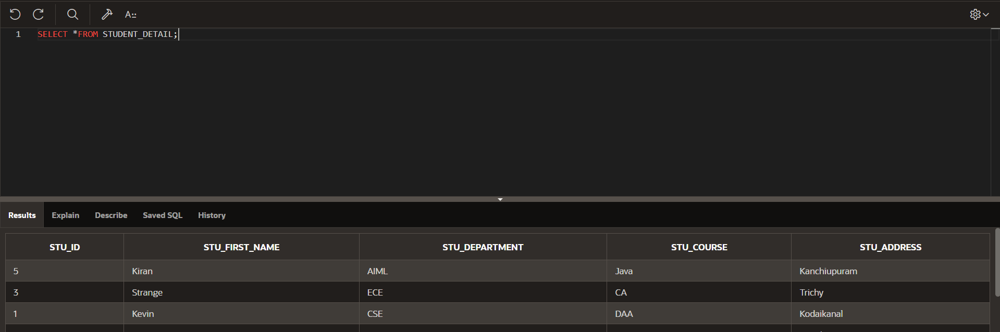 A::
1 SELECT *FROM STUDENT_DETAIL;
Results Explain Describe Saved SQL History
STU_ID STU_FIRST_NAME STU_DEPARTMENT STU_COURSE STU_ADDRESS
5 Kiran AIML Java Kanchiupuram
3 Strange ECE CA Trichy
1 Kevin CSE DAA Kodaikanal